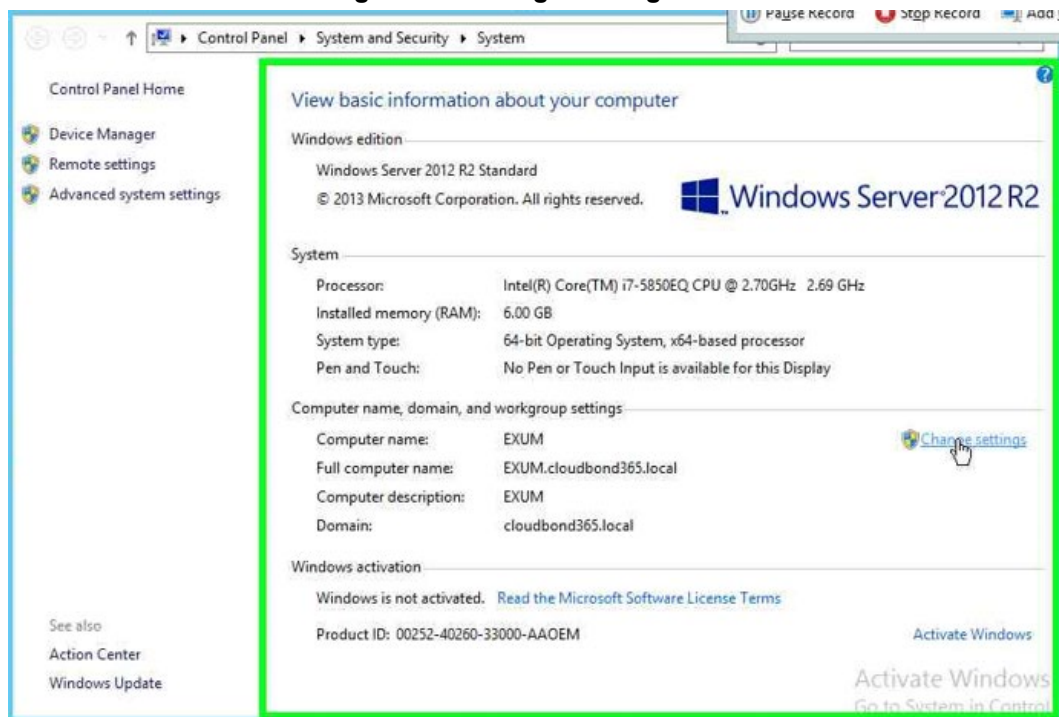 Pause Record Stop Record Add
Control Panel System and Security System
Control Panel Home
Device Manager
Remote settings
Advanced system settings
See also
Action Center
Windows Update
View basic information about your computer
Windows edition
Windows Server 2012 R2 Standard
© 2013 Microsoft Corporation. All rights reserved.
Windows Server 2012 R2
System
Processor: Intel(R) Core(TM) i7-5850EQ CPU @ 2.70GHz 2.69 GHz
Installed memory (RAM): 6.00 GB
System type: 64-bit Operating System, x64-based processor
Pen and Touch: No Pen or Touch Input is available for this Display
Computer name, domain, and workgroup settings
Computer name: EXUM
Change settings
Full computer name: EXUM.cloudbond365.local
Computer description: EXUM
Domain: cloudbond365.local
Windows activation
Windows is not activated. Read the Microsoft Software License Terms
Product ID: 00252-40260-33000-AAOEM
Activate Windows
Activate Windows
Go to System in Control